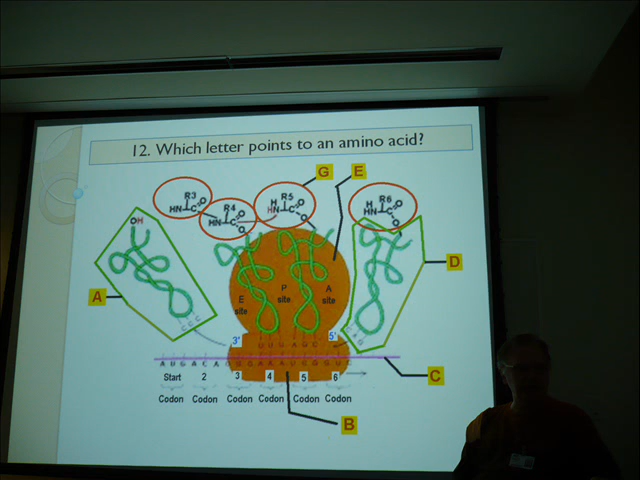 12. Which letter points to an amino acid?
G
E
R3
HN-C
O
R4
HN-C
O
O
H
R5
HN-C
O
O
R6
H
HN-C
O
O
OH
A
D
E
site
P
site
A
site
3'
5'
C
Start 2 3 4 5 6
Codon Codon Codon Codon Codon Codon
B